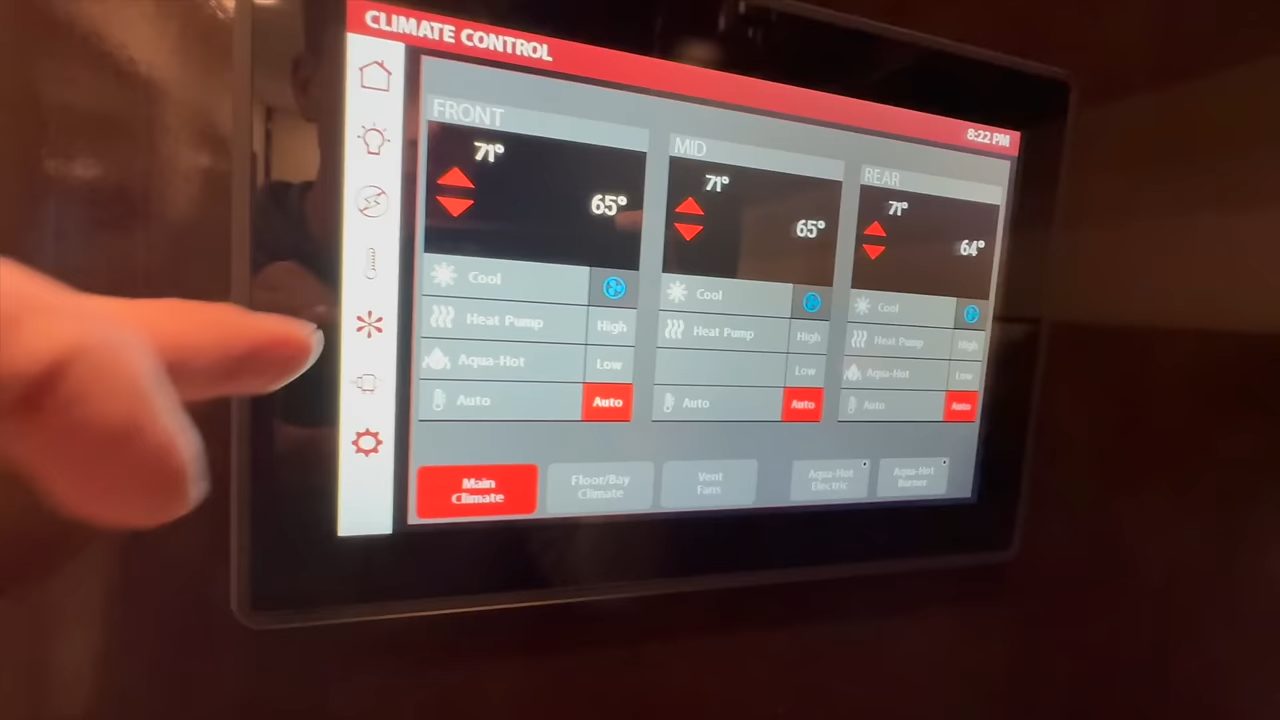 CLIMATE CONTROL
8:22 PM
FRONT
71°
65°
Cool
Heat Pump
High
Aqua-Hot
Low
Auto
Auto
MID
71°
65°
Cool
Heat Pump
High
Low
Auto
Auto
REAR
71°
64°
Cool
Heat Pump
High
Aqua-Hot
Low
Auto
Auto
Main
Climate
Floor/Bay
Climate
Vent
Fans
Aqua-Hot
Electric
Aqua-Hot
Burner